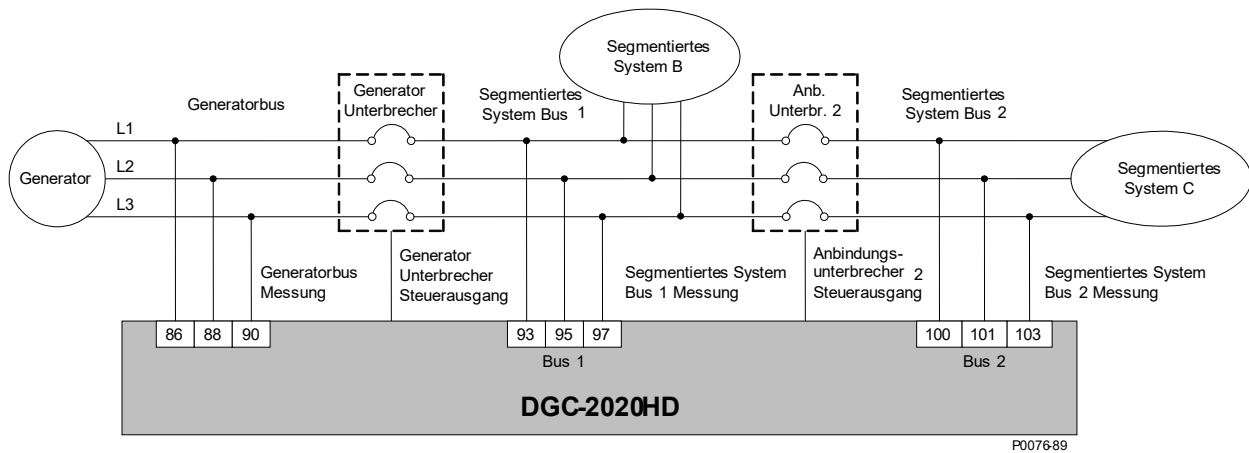 Segmentiertes
System B
Generatorbus
Generator
Unterbrecher
Segmentiertes
System Bus 1
Anb.
Unterbr. 2
Segmentiertes
System Bus 2
L1
L2
L3
Generator
Segmentiertes
System C
Generatorbus
Messung
Generator
Unterbrecher
Steuerausgang
Segmentiertes System
Bus 1 Messung
Anbindungs-
unterbrecher 2
Steuerausgang
Segmentiertes System
Bus 2 Messung
86 88 90
93 95 97
100 101 103
Bus 1
Bus 2
DGC-2020HD
P0076-89